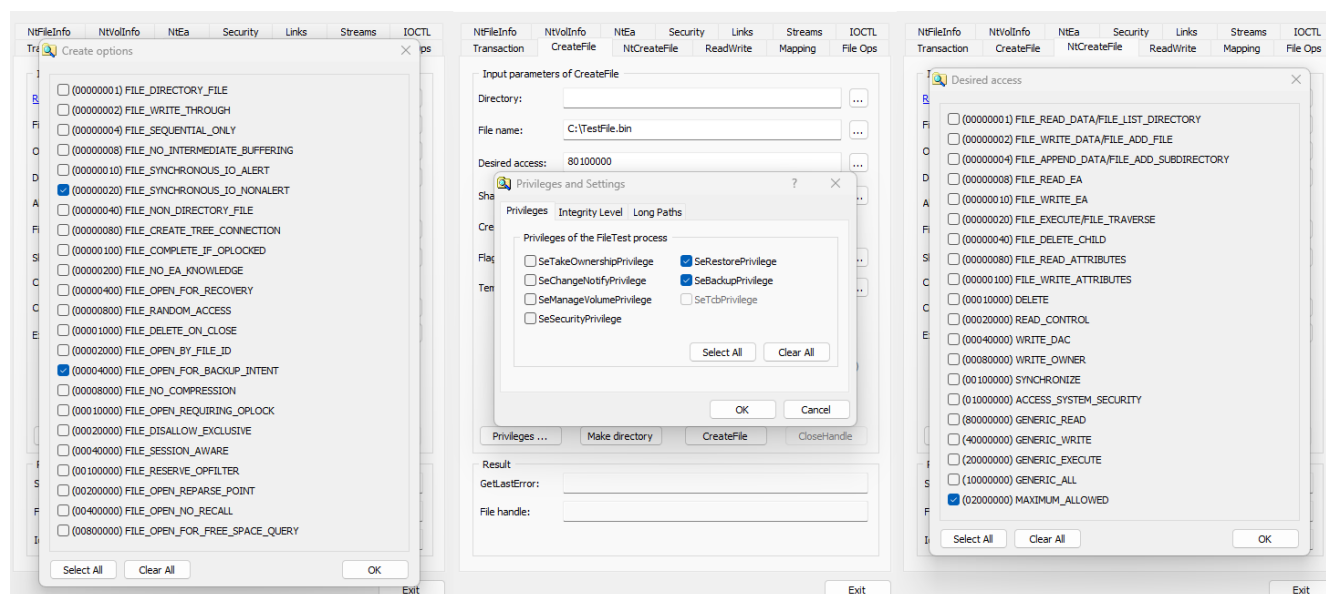 NtFileInfo NtVolInfo NtEa Security Links Streams IOCTL
Create options
(00000001) FILE_DIRECTORY_FILE
(00000002) FILE_WRITE_THROUGH
(00000004) FILE_SEQUENTIAL_ONLY
(00000008) FILE_NO_INTERMEDIATE_BUFFERING
(00000010) FILE_SYNCHRONOUS_IO_ALERT
(00000020) FILE_SYNCHRONOUS_IO_NONALERT
(00000040) FILE_NON_DIRECTORY_FILE
(00000080) FILE_CREATE_TREE_CONNECTION
(00000100) FILE_COMPLETE_IF_OPLOCKED
(00000200) FILE_NO_EA_KNOWLEDGE
(00000400) FILE_OPEN_FOR_RECOVERY
(00000800) FILE_RANDOM_ACCESS
(00001000) FILE_DELETE_ON_CLOSE
(00002000) FILE_OPEN_BY_FILE_ID
(00004000) FILE_OPEN_FOR_BACKUP_INTENT
(00008000) FILE_NO_COMPRESSION
(00010000) FILE_OPEN_REQUIRING_OPLOCK
(00020000) FILE_DISALLOW_EXCLUSIVE
(00040000) FILE_SESSION_AWARE
(00100000) FILE_RESERVE_OPFILTER
(00200000) FILE_OPEN_REPARSE_POINT
(00400000) FILE_OPEN_NO_RECALL
(00800000) FILE_OPEN_FOR_FREE_SPACE_QUERY
Select All Clear All OK
Exit
NtFileInfo NtVolInfo NtEa Security Links Streams IOCTL
Transaction CreateFile NtCreateFile ReadWrite Mapping File Ops
Input parameters of CreateFile
Directory: ...
File name: C:\TestFile.bin ...
Desired access: 80100000 ...
Privileges and Settings ?
Privileges Integrity Level Long Paths
Privileges of the FileTest process
SeTakeOwnershipPrivilege SeRestorePrivilege
SeChangeNotifyPrivilege SeBackupPrivilege
SeManageVolumePrivilege SeTcbPrivilege
SeSecurityPrivilege
Select All Clear All
OK Cancel
Privileges ... Make directory CreateFile CloseHandle
Result
GetLastError:
File handle:
Exit
NtFileInfo NtVolInfo NtEa Security Links Streams IOCTL
Transaction CreateFile NtCreateFile ReadWrite Mapping File Ops
Desired access
(00000001) FILE_READ_DATA/FILE_LIST_DIRECTORY
(00000002) FILE_WRITE_DATA/FILE_ADD_FILE
(00000004) FILE_APPEND_DATA/FILE_ADD_SUBDIRECTORY
(00000008) FILE_READ_EA
(00000010) FILE_WRITE_EA
(00000020) FILE_EXECUTE/FILE_TRAVERSE
(00000040) FILE_DELETE_CHILD
(00000080) FILE_READ_ATTRIBUTES
(00000100) FILE_WRITE_ATTRIBUTES
(00010000) DELETE
(00020000) READ_CONTROL
(00040000) WRITE_DAC
(00080000) WRITE_OWNER
(00100000) SYNCHRONIZE
(01000000) ACCESS_SYSTEM_SECURITY
(80000000) GENERIC_READ
(40000000) GENERIC_WRITE
(20000000) GENERIC_EXECUTE
(10000000) GENERIC_ALL
(02000000) MAXIMUM_ALLOWED
Select All Clear All OK
Exit